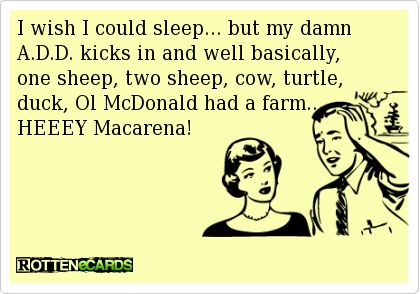 I wish I could sleep... but my damn
A.D.D. kicks in and well basically,
one sheep, two sheep, cow, turtle,
duck, Ol McDonald had a farm..
HEEEY Macarena!
ROTTENeCARDS